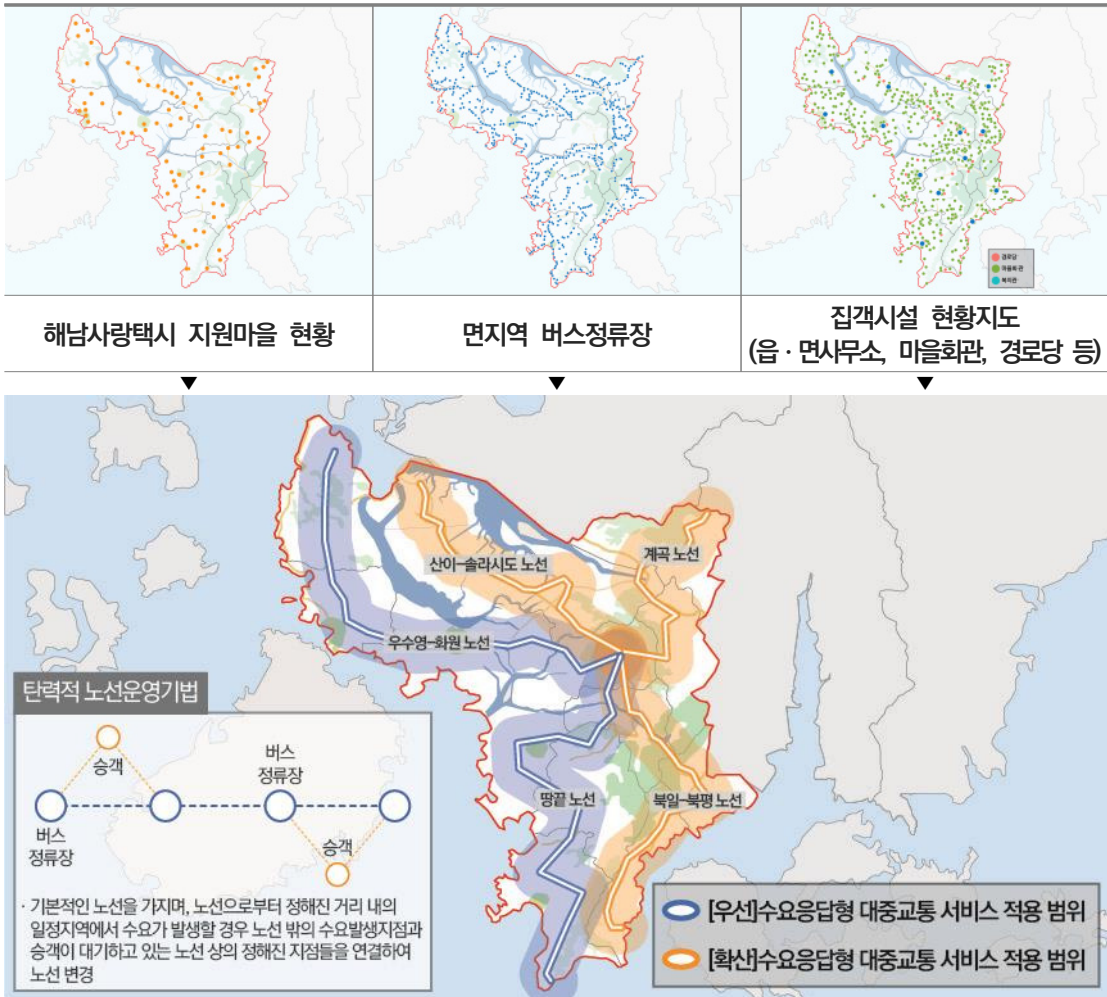 경로당
마을회관
복지관
해남사랑택시 지원마을 현황
면지역 버스정류장
집객시설 현황지도
(읍·면사무소, 마을회관, 경로당 등)
▼ ▼ ▼
산이-솔라시도 노선
계곡 노선
우수영-화원 노선
땅끝 노선
북일-북평 노선
탄력적 노선운영기법
승객
버스
정류장
버스
정류장
승객
· 기본적인 노선을 가지며, 노선으로부터 정해진 거리 내의
일정지역에서 수요가 발생할 경우 노선 밖의 수요발생지점과
승객이 대기하고 있는 노선 상의 정해진 지점들을 연결하여
노선 변경
[우선]수요응답형 대중교통 서비스 적용 범위
[확산]수요응답형 대중교통 서비스 적용 범위